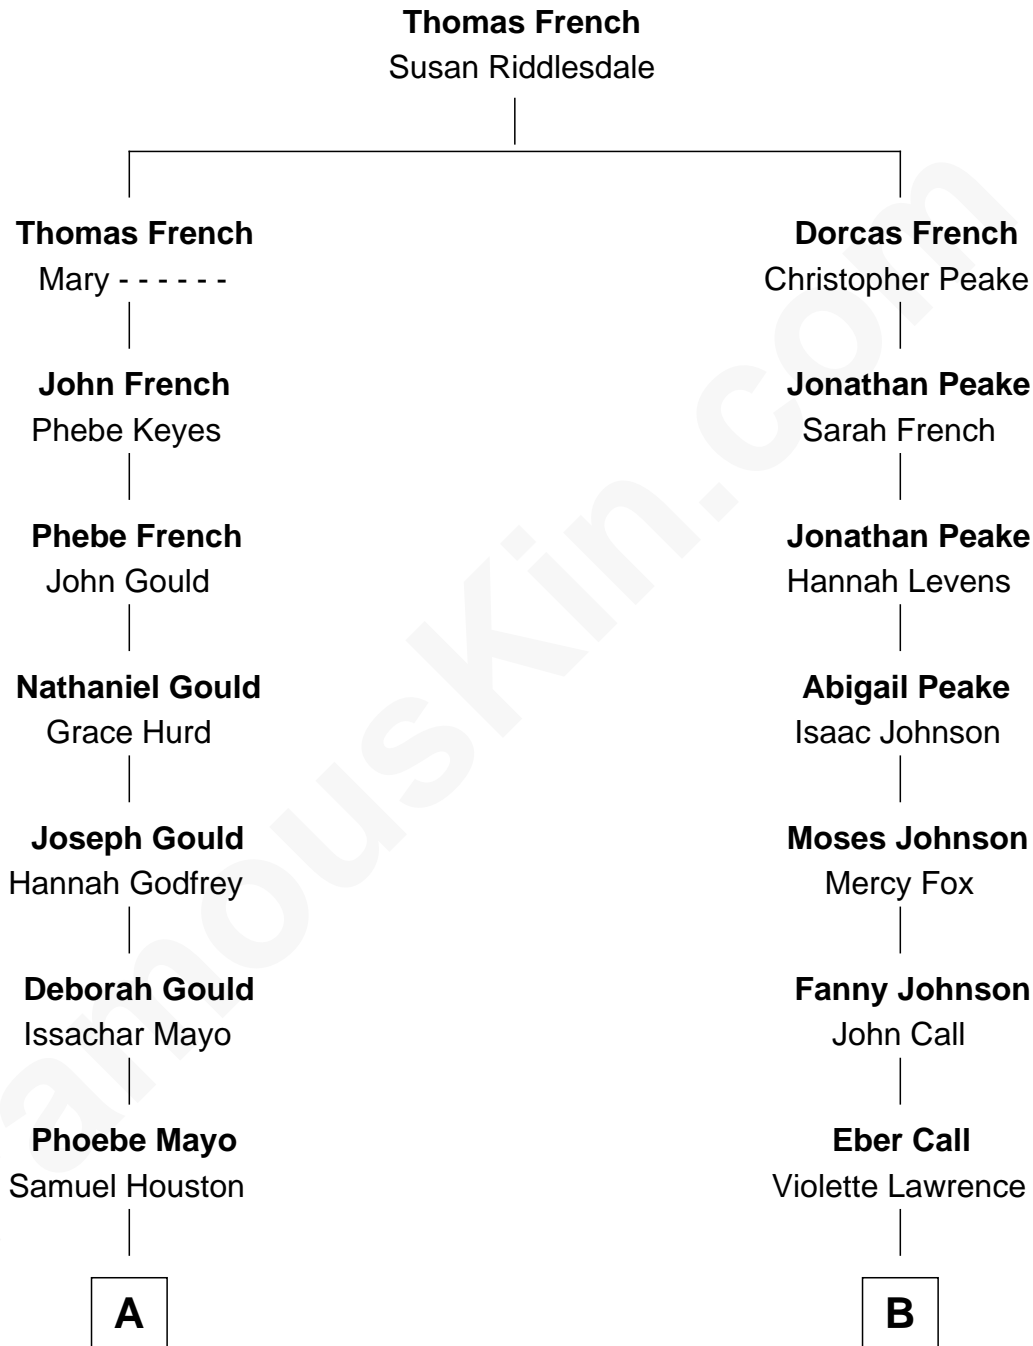 Thomas French
Susan Riddlesdale
Thomas French
Mary - - - - - -
Dorcas French
Christopher Peake
John French
Phebe Keyes
Jonathan Peake
Sarah French
Phebe French
John Gould
Jonathan Peake
Hannah Levens
Nathaniel Gould
Grace Hurd
Abigail Peake
Isaac Johnson
Joseph Gould
Hannah Godfrey
Moses Johnson
Mercy Fox
Deborah Gould
Issachar Mayo
Fanny Johnson
John Call
Phoebe Mayo
Samuel Houston
Eber Call
Violette Lawrence
A
B
amouskin.com